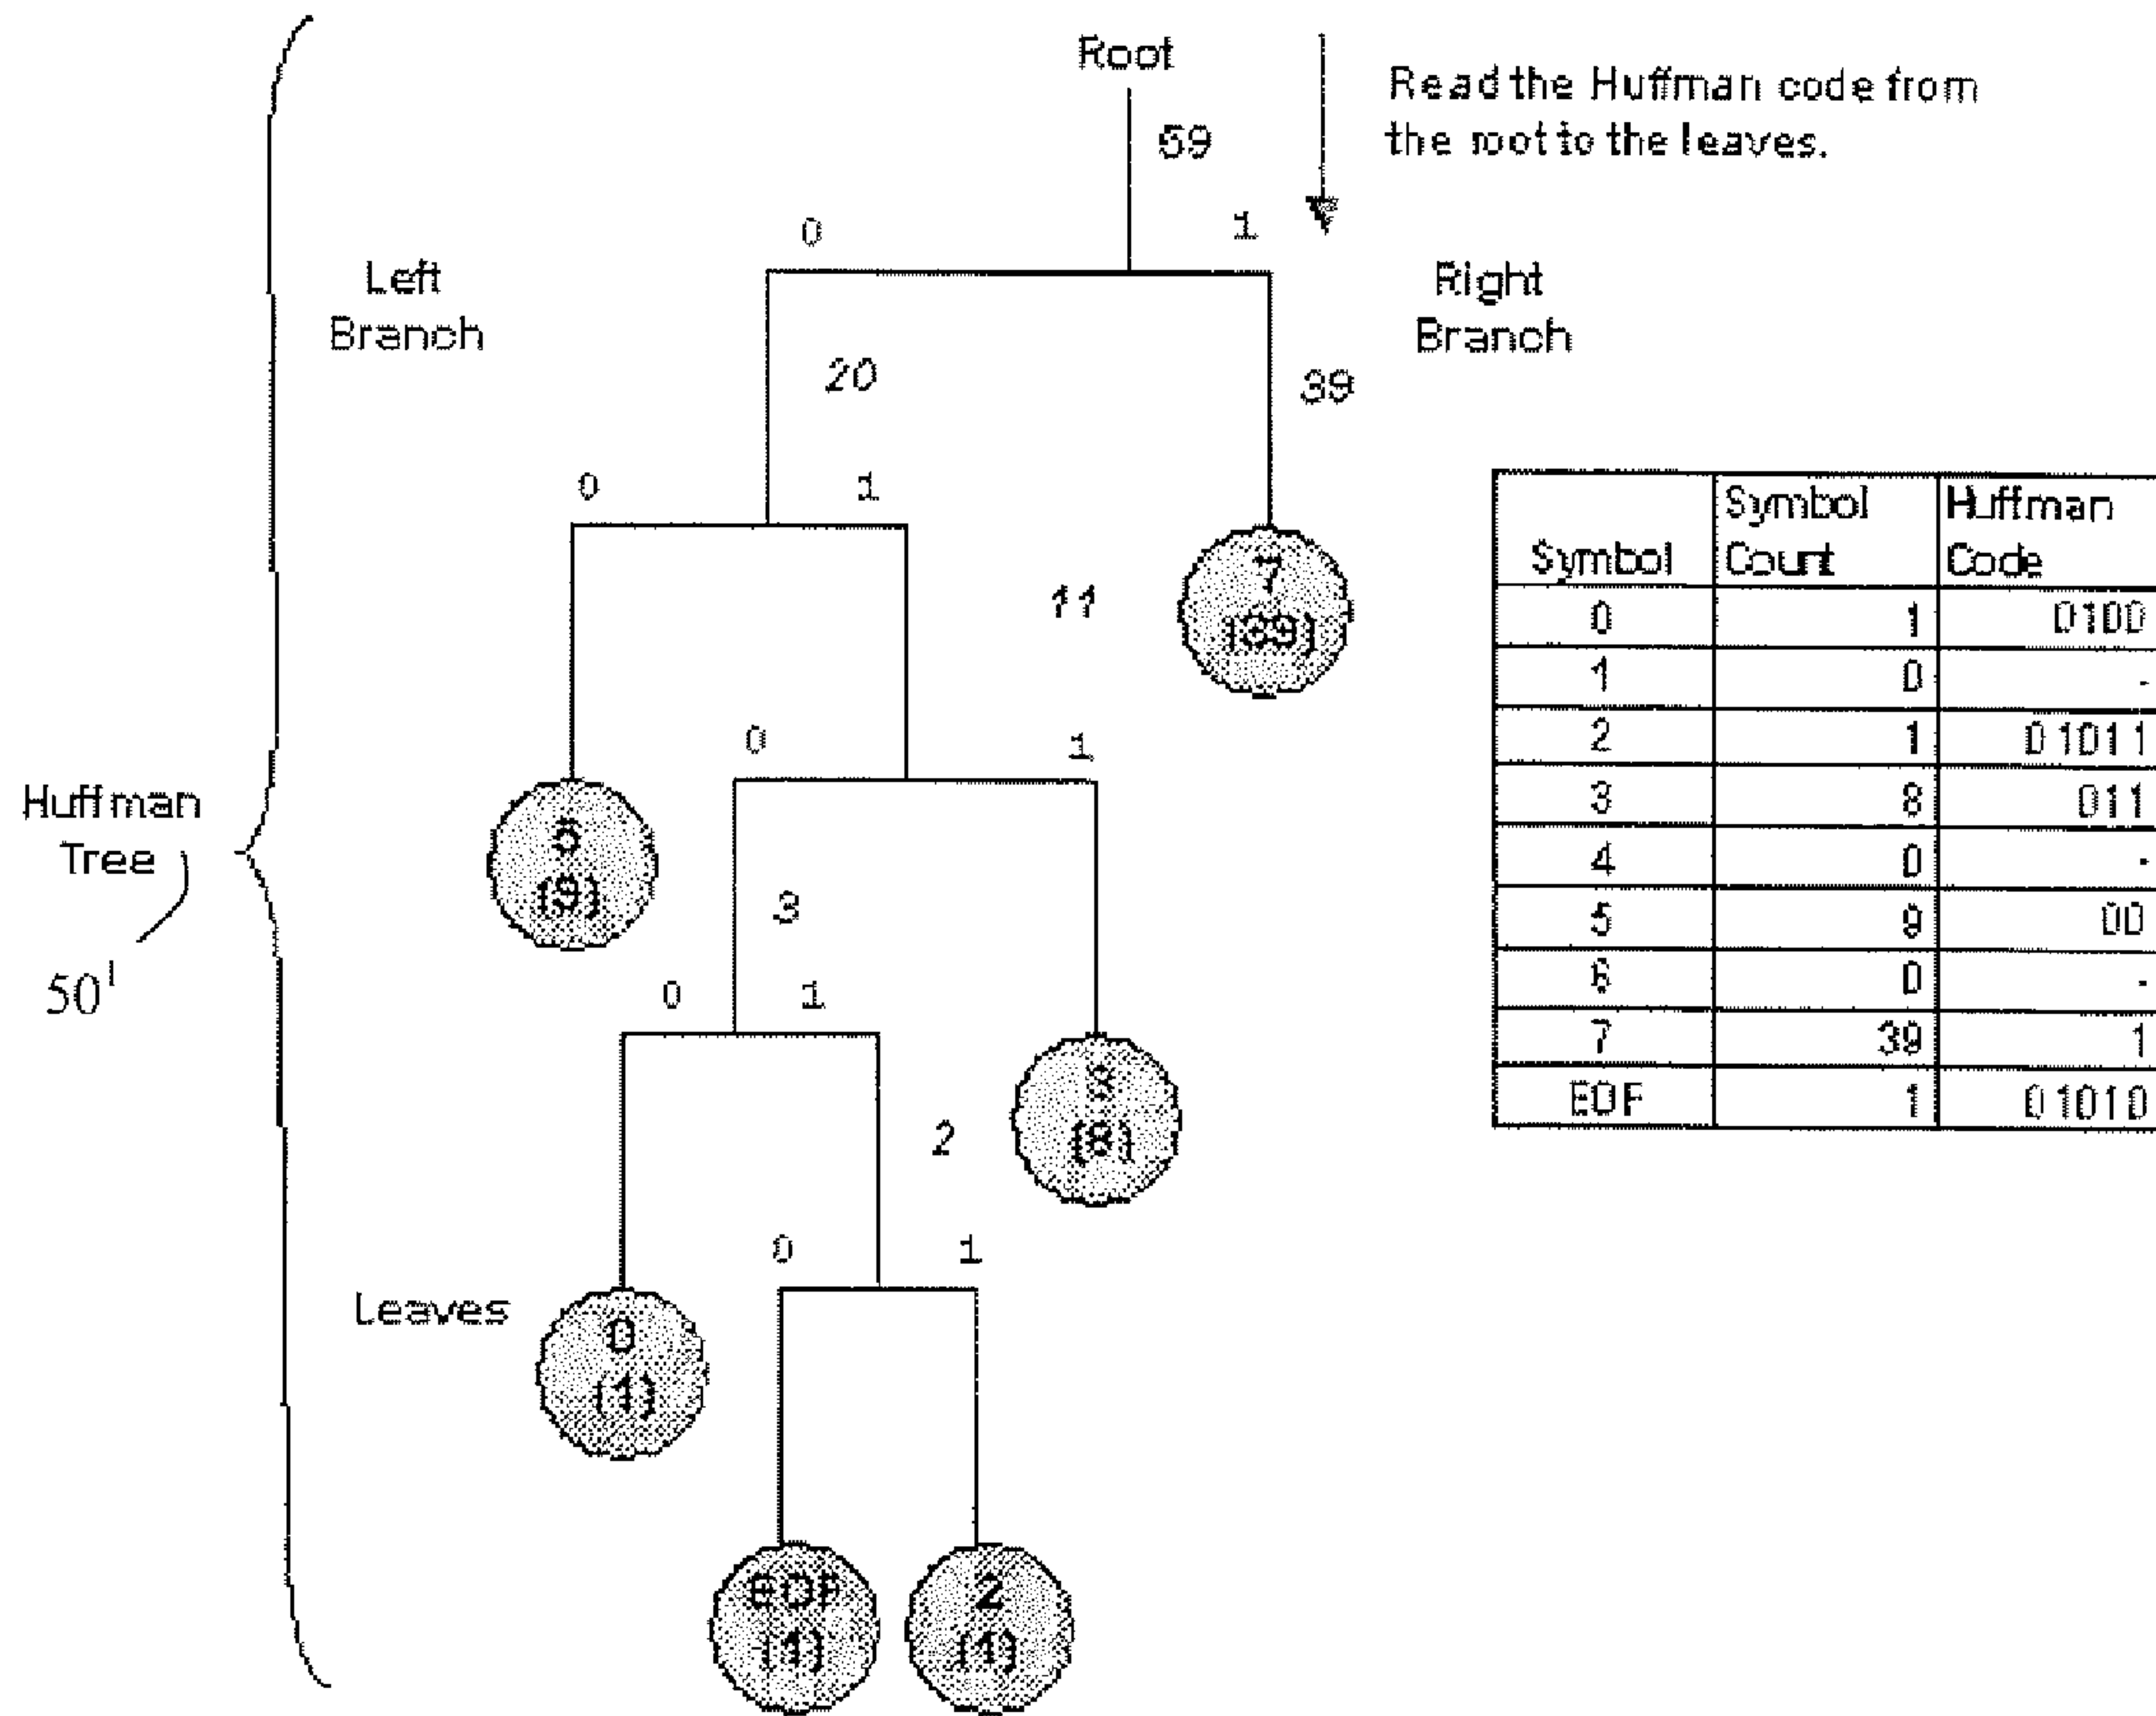 Root
59
Read the Huffman code from
the root to the leaves.
0
1
Left
Branch
Right
Branch
20
39
0
1
11
7
(39)
0
1
Huffman
Tree
50'
5
(9)
3
0
1
3
(8)
2
0
1
Leaves
0
(1)
EOF
(1)
2
(1)
Symbol Symbol Count Huffman Code
0 1 0100
1 0 -
2 1 01011
3 8 011
4 0 -
5 9 00
6 0 -
7 39 1
EOF 1 01010